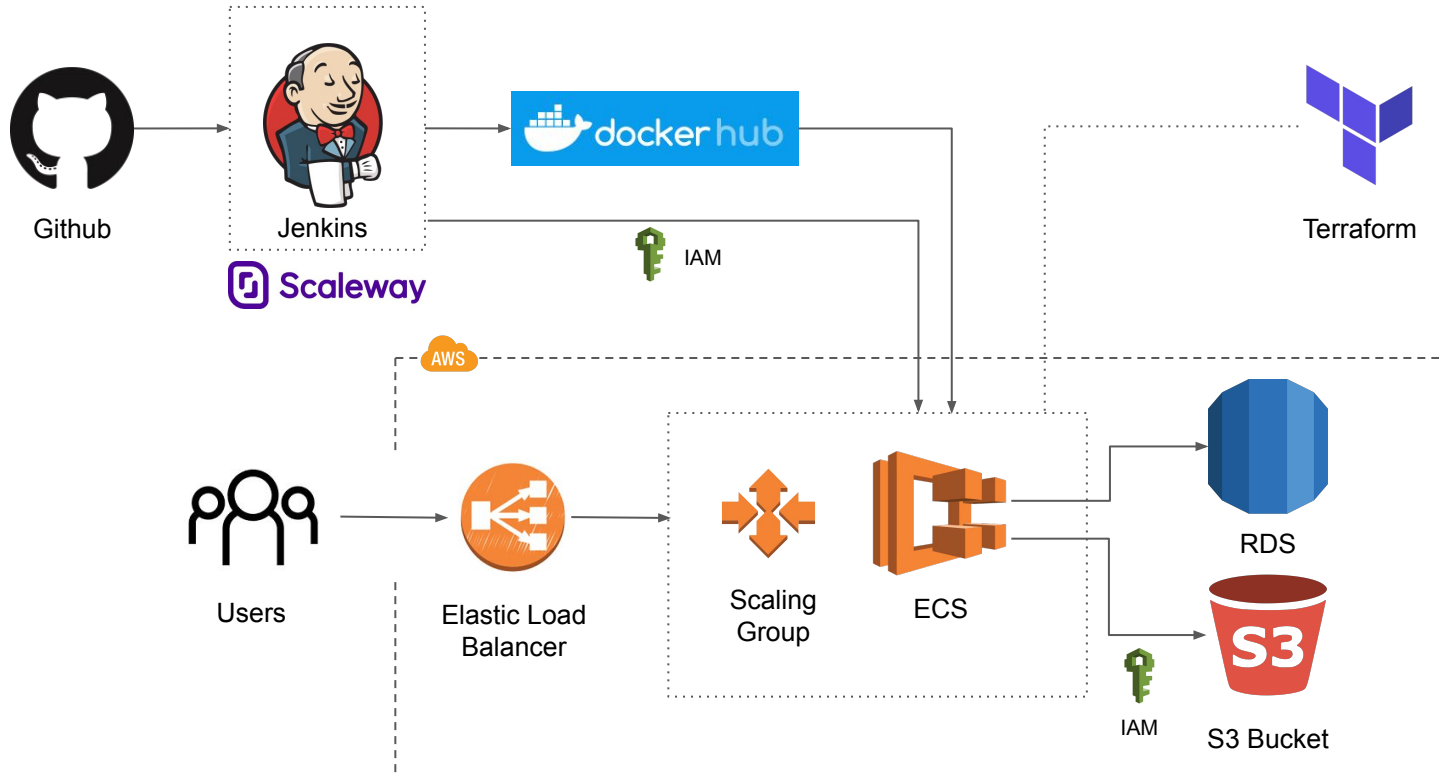 docker hub
Github
Jenkins
Terraform
IAM
Scaleway
AWS
Users
Elastic Load
Balancer
Scaling
Group
ECS
RDS
S3
IAM
S3 Bucket